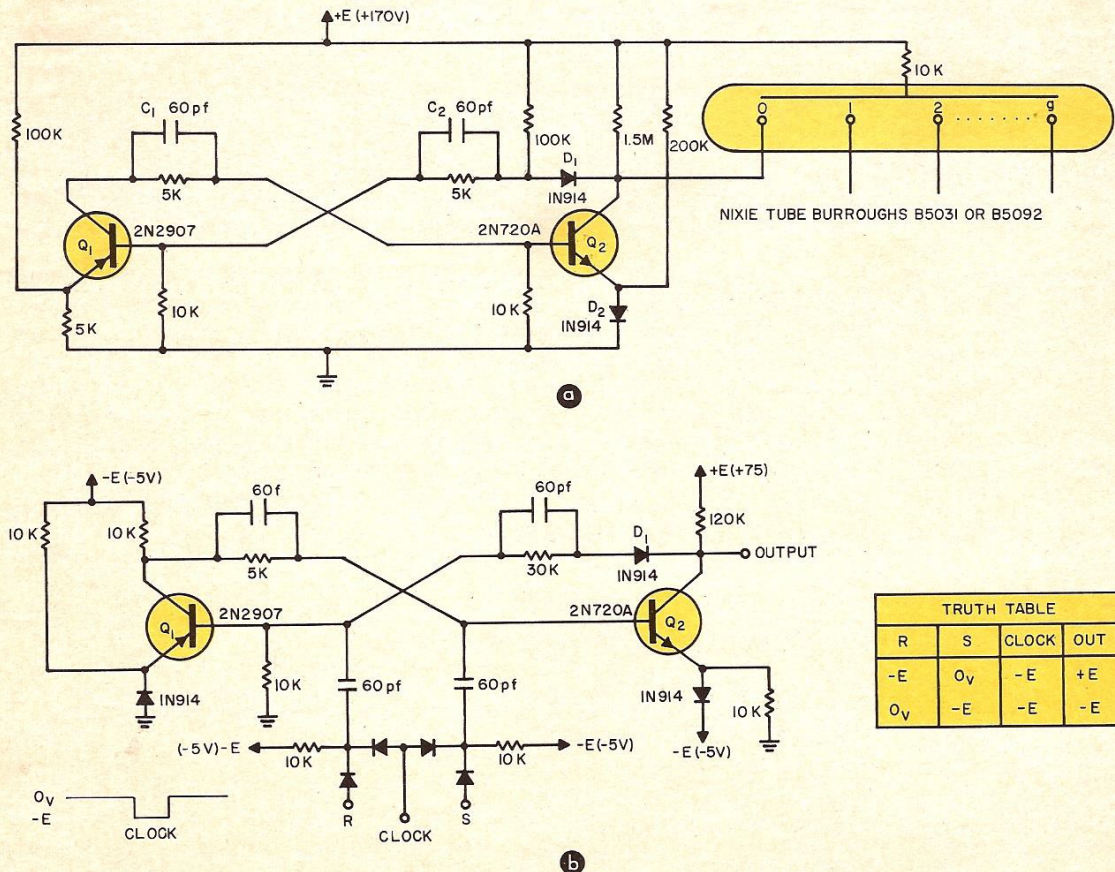 +E (+170V)
10K
C1 60pf
C2 60pf
0 1 2 ........ 9
100K
100K
1.5M
200K
D1
5K
5K
1N914
NIXIE TUBE BURROUGHS B5031 OR B5092
2N2907
2N720A
Q1
Q2
10K
10K
D2
5K
1N914
a
-E (-5V)
+E (+75)
60f
60pf
10K
10K
120K
D1
OUTPUT
5K
30K
1N914
2N2907
2N720A
Q1
Q2
TRUTH TABLE
R S CLOCK OUT
-E 0v -E +E
0v -E -E -E
1N914
10K
60pf
60pf
1N914
10K
(-5V) -E
-E (-5V)
-E (-5V)
10K
10K
0v
-E
CLOCK
R
CLOCK
S
b